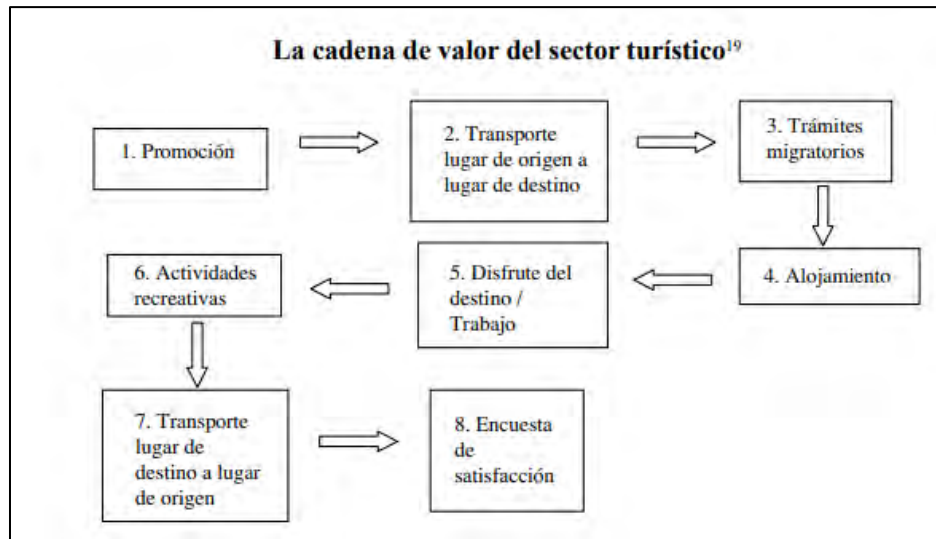 La cadena de valor del sector turístico¹⁹
1. Promoción
2. Transporte
lugar de origen a
lugar de destino
3. Trámites
migratorios
4. Alojamiento
5. Disfrute del
destino /
Trabajo
6. Actividades
recreativas
7. Transporte
lugar de
destino a lugar
de origen
8. Encuesta
de
satisfacción